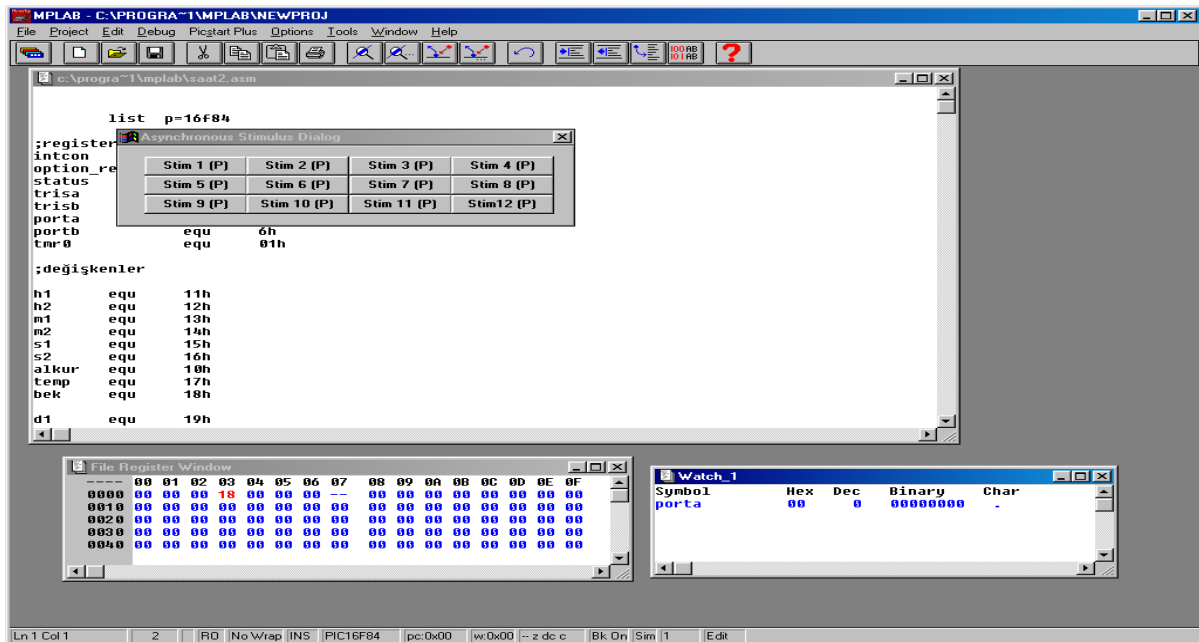 MPLAB - C:\PROGRA~1\MPLAB\NEWPROJ
File Project Edit Debug Picstart Plus Options Tools Window Help
100 AB
101 AB
c:\progra~1\mplab\saat2.asm
list p=16f84
Asynchronous Stimulus Dialog
;register
intcon
Stim 1 (P) Stim 2 (P) Stim 3 (P) Stim 4 (P)
option_re
status
Stim 5 (P) Stim 6 (P) Stim 7 (P) Stim 8 (P)
trisa
trisb
Stim 9 (P) Stim 10 (P) Stim 11 (P) Stim12 (P)
porta
portb equ 6h
tmr0 equ 01h
;değişkenler
h1 equ 11h
h2 equ 12h
m1 equ 13h
m2 equ 14h
s1 equ 15h
s2 equ 16h
alkur equ 10h
temp equ 17h
bek equ 18h
d1 equ 19h
File Register Window
---- 00 01 02 03 04 05 06 07 08 09 0A 0B 0C 0D 0E 0F
0000 00 00 00 18 00 00 00 -- 00 00 00 00 00 00 00 00
0010 00 00 00 00 00 00 00 00 00 00 00 00 00 00 00 00
0020 00 00 00 00 00 00 00 00 00 00 00 00 00 00 00 00
0030 00 00 00 00 00 00 00 00 00 00 00 00 00 00 00 00
0040 00 00 00 00 00 00 00 00 00 00 00 00 00 00 00 00
Watch_1
Symbol Hex Dec Binary Char
porta 00 0 00000000 .
Ln 1 Col 1 2 RO No Wrap INS PIC16F84 pc:0x00 w:0x00 -- z dc c Bk On Sim 1 Edit